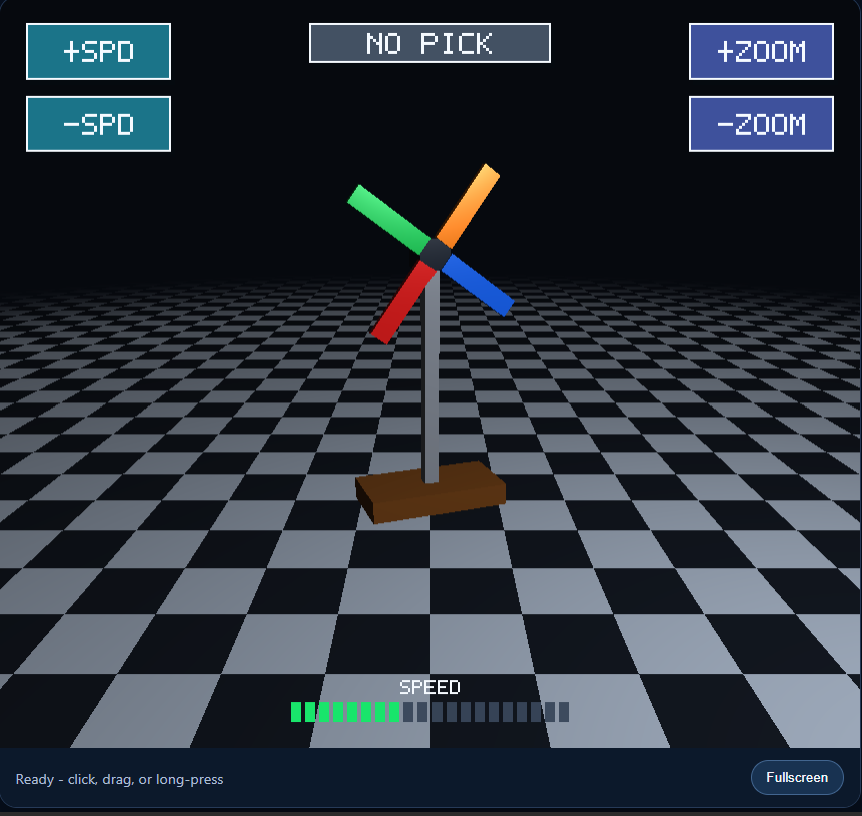 +SPD
NO PICK
+ZOOM
-SPD
-ZOOM
SPEED
Ready - click, drag, or long-press
Fullscreen